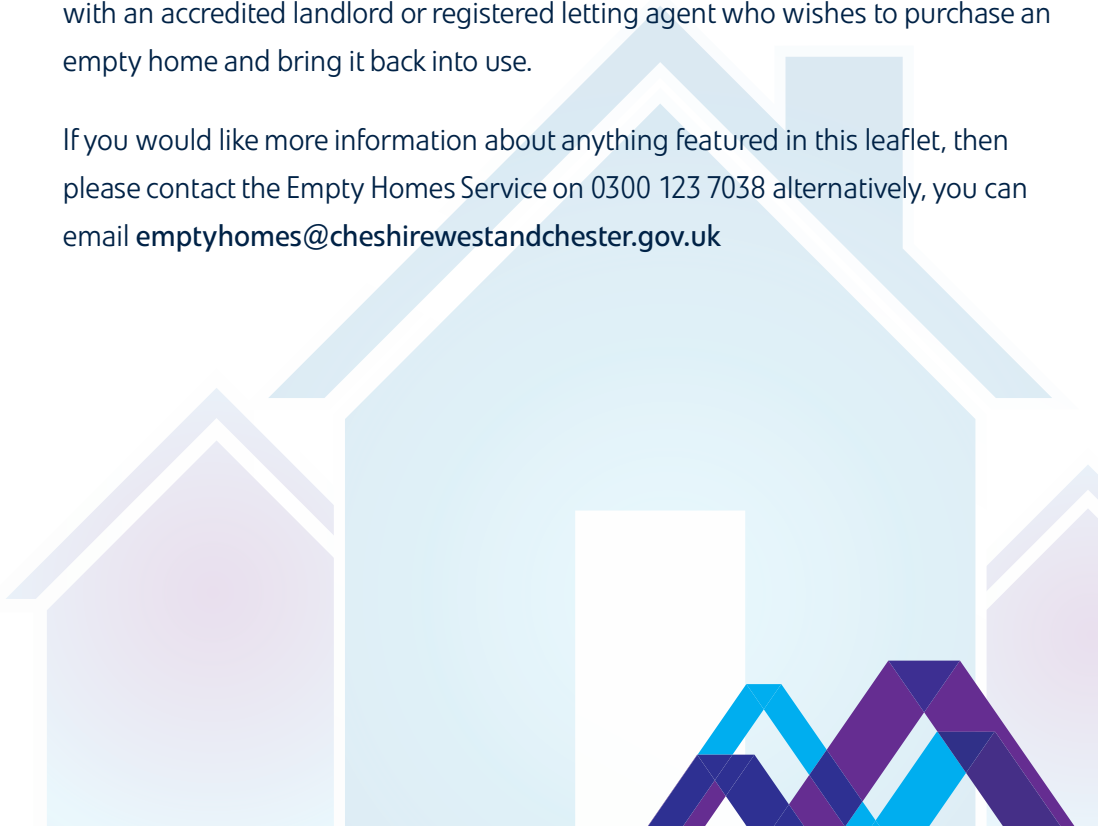 with an accredited landlord or registered letting agent who wishes to purchase an
empty home and bring it back into use.
If you would like more information about anything featured in this leaflet, then
please contact the Empty Homes Service on 0300 123 7038 alternatively, you can
email emptyhomes@cheshirewestandchester.gov.uk